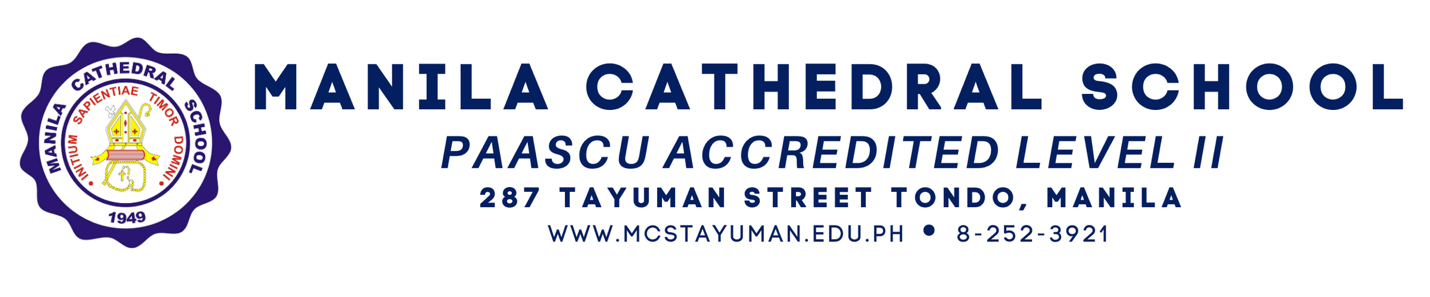 MANILA CATHEDRAL SCHOOL
INITIUM SAPIENTIAE TIMOR DOMINI
1949
MANILA CATHEDRAL SCHOOL
PAASCU ACCREDITED LEVEL II
287 TAYUMAN STREET TONDO, MANILA
WWW.MCSTAYUMAN.EDU.PH • 8-252-3921